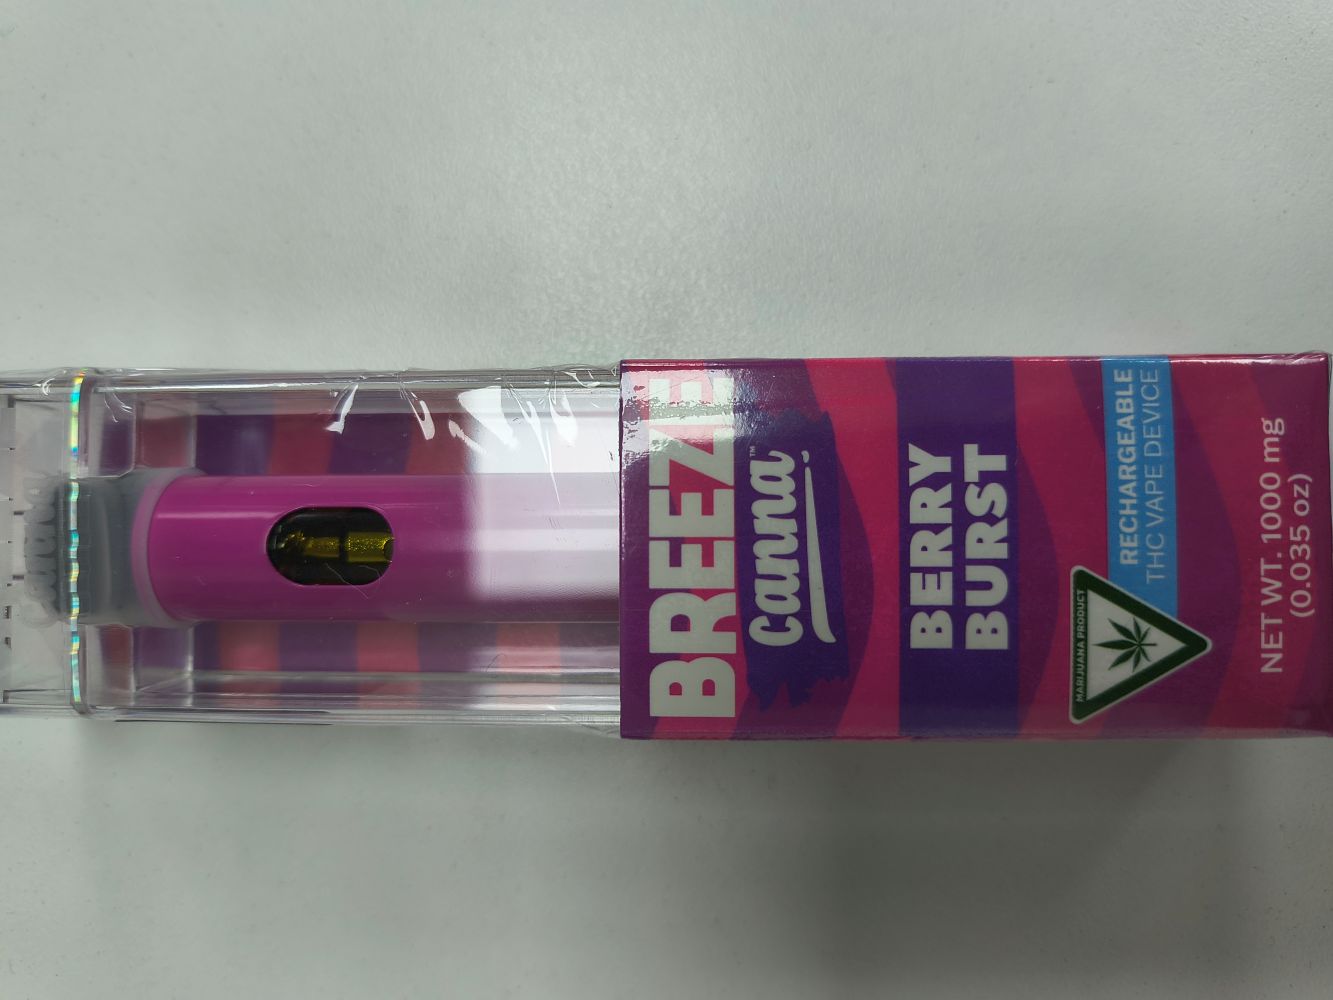 BREEZE
Canna™
BERRY
BURST
RECHARGEABLE
THC VAPE DEVICE
MARIJUANA PRODUCT
NET WT. 1000 mg
(0.035 oz)